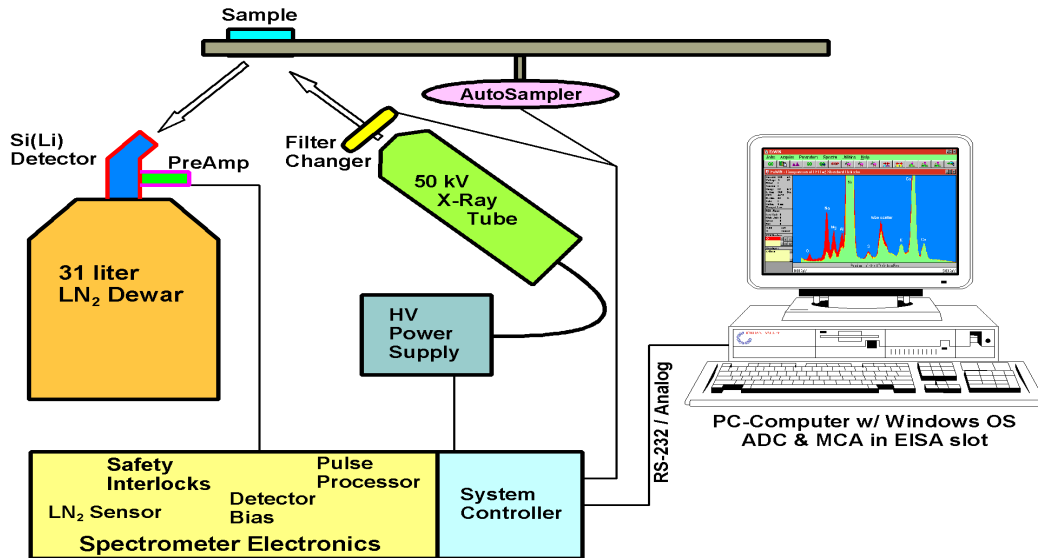 Sample
AutoSampler
Si(Li)
Detector
PreAmp
Filter
Changer
50 kV
X-Ray
Tube
31 liter
LN₂ Dewar
HV
Power
Supply
RS-232 / Analog
PC-Computer w/ Windows OS
ADC & MCA in EISA slot
Safety
Interlocks
Pulse
Processor
LN₂ Sensor
Detector
Bias
Spectrometer Electronics
System
Controller